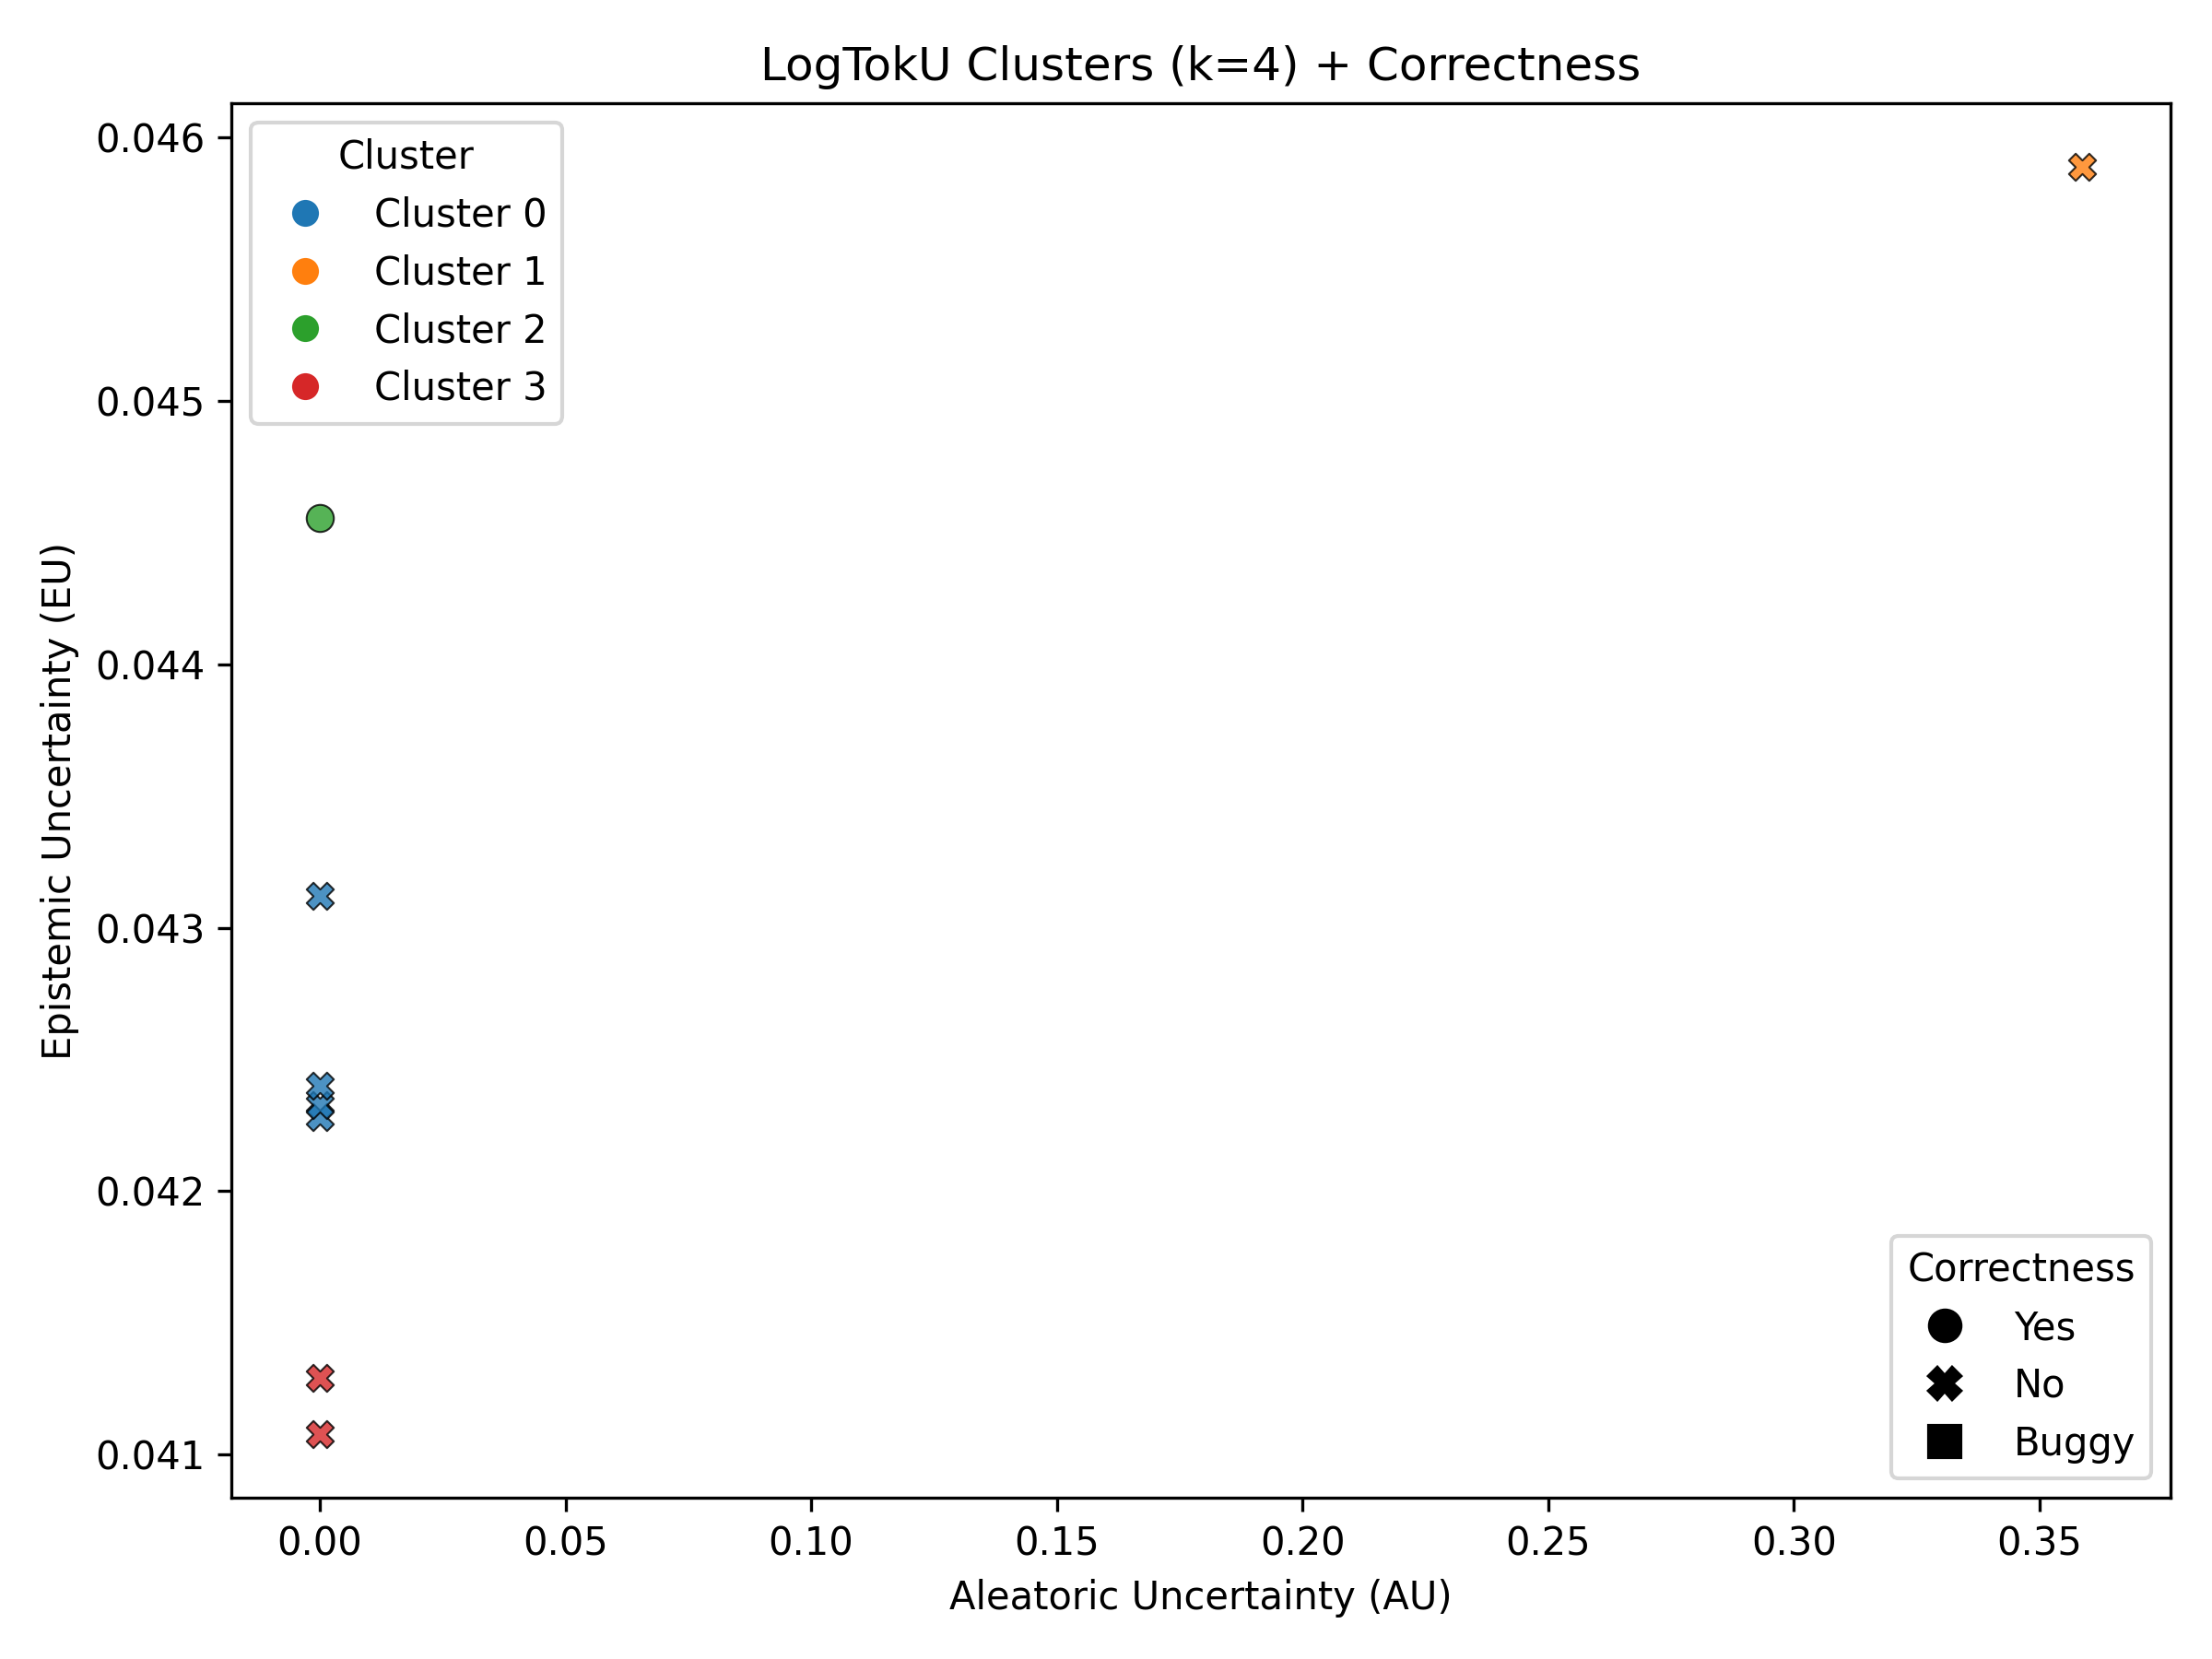 LogTokU Clusters (k=4) + Correctness
Cluster
Cluster 0
Cluster 1
Cluster 2
Cluster 3
0.046
0.045
0.044
0.043
0.042
0.041
Epistemic Uncertainty (EU)
Correctness
Yes
No
Buggy
0.00
0.05
0.10
0.15
0.20
0.25
0.30
0.35
Aleatoric Uncertainty (AU)